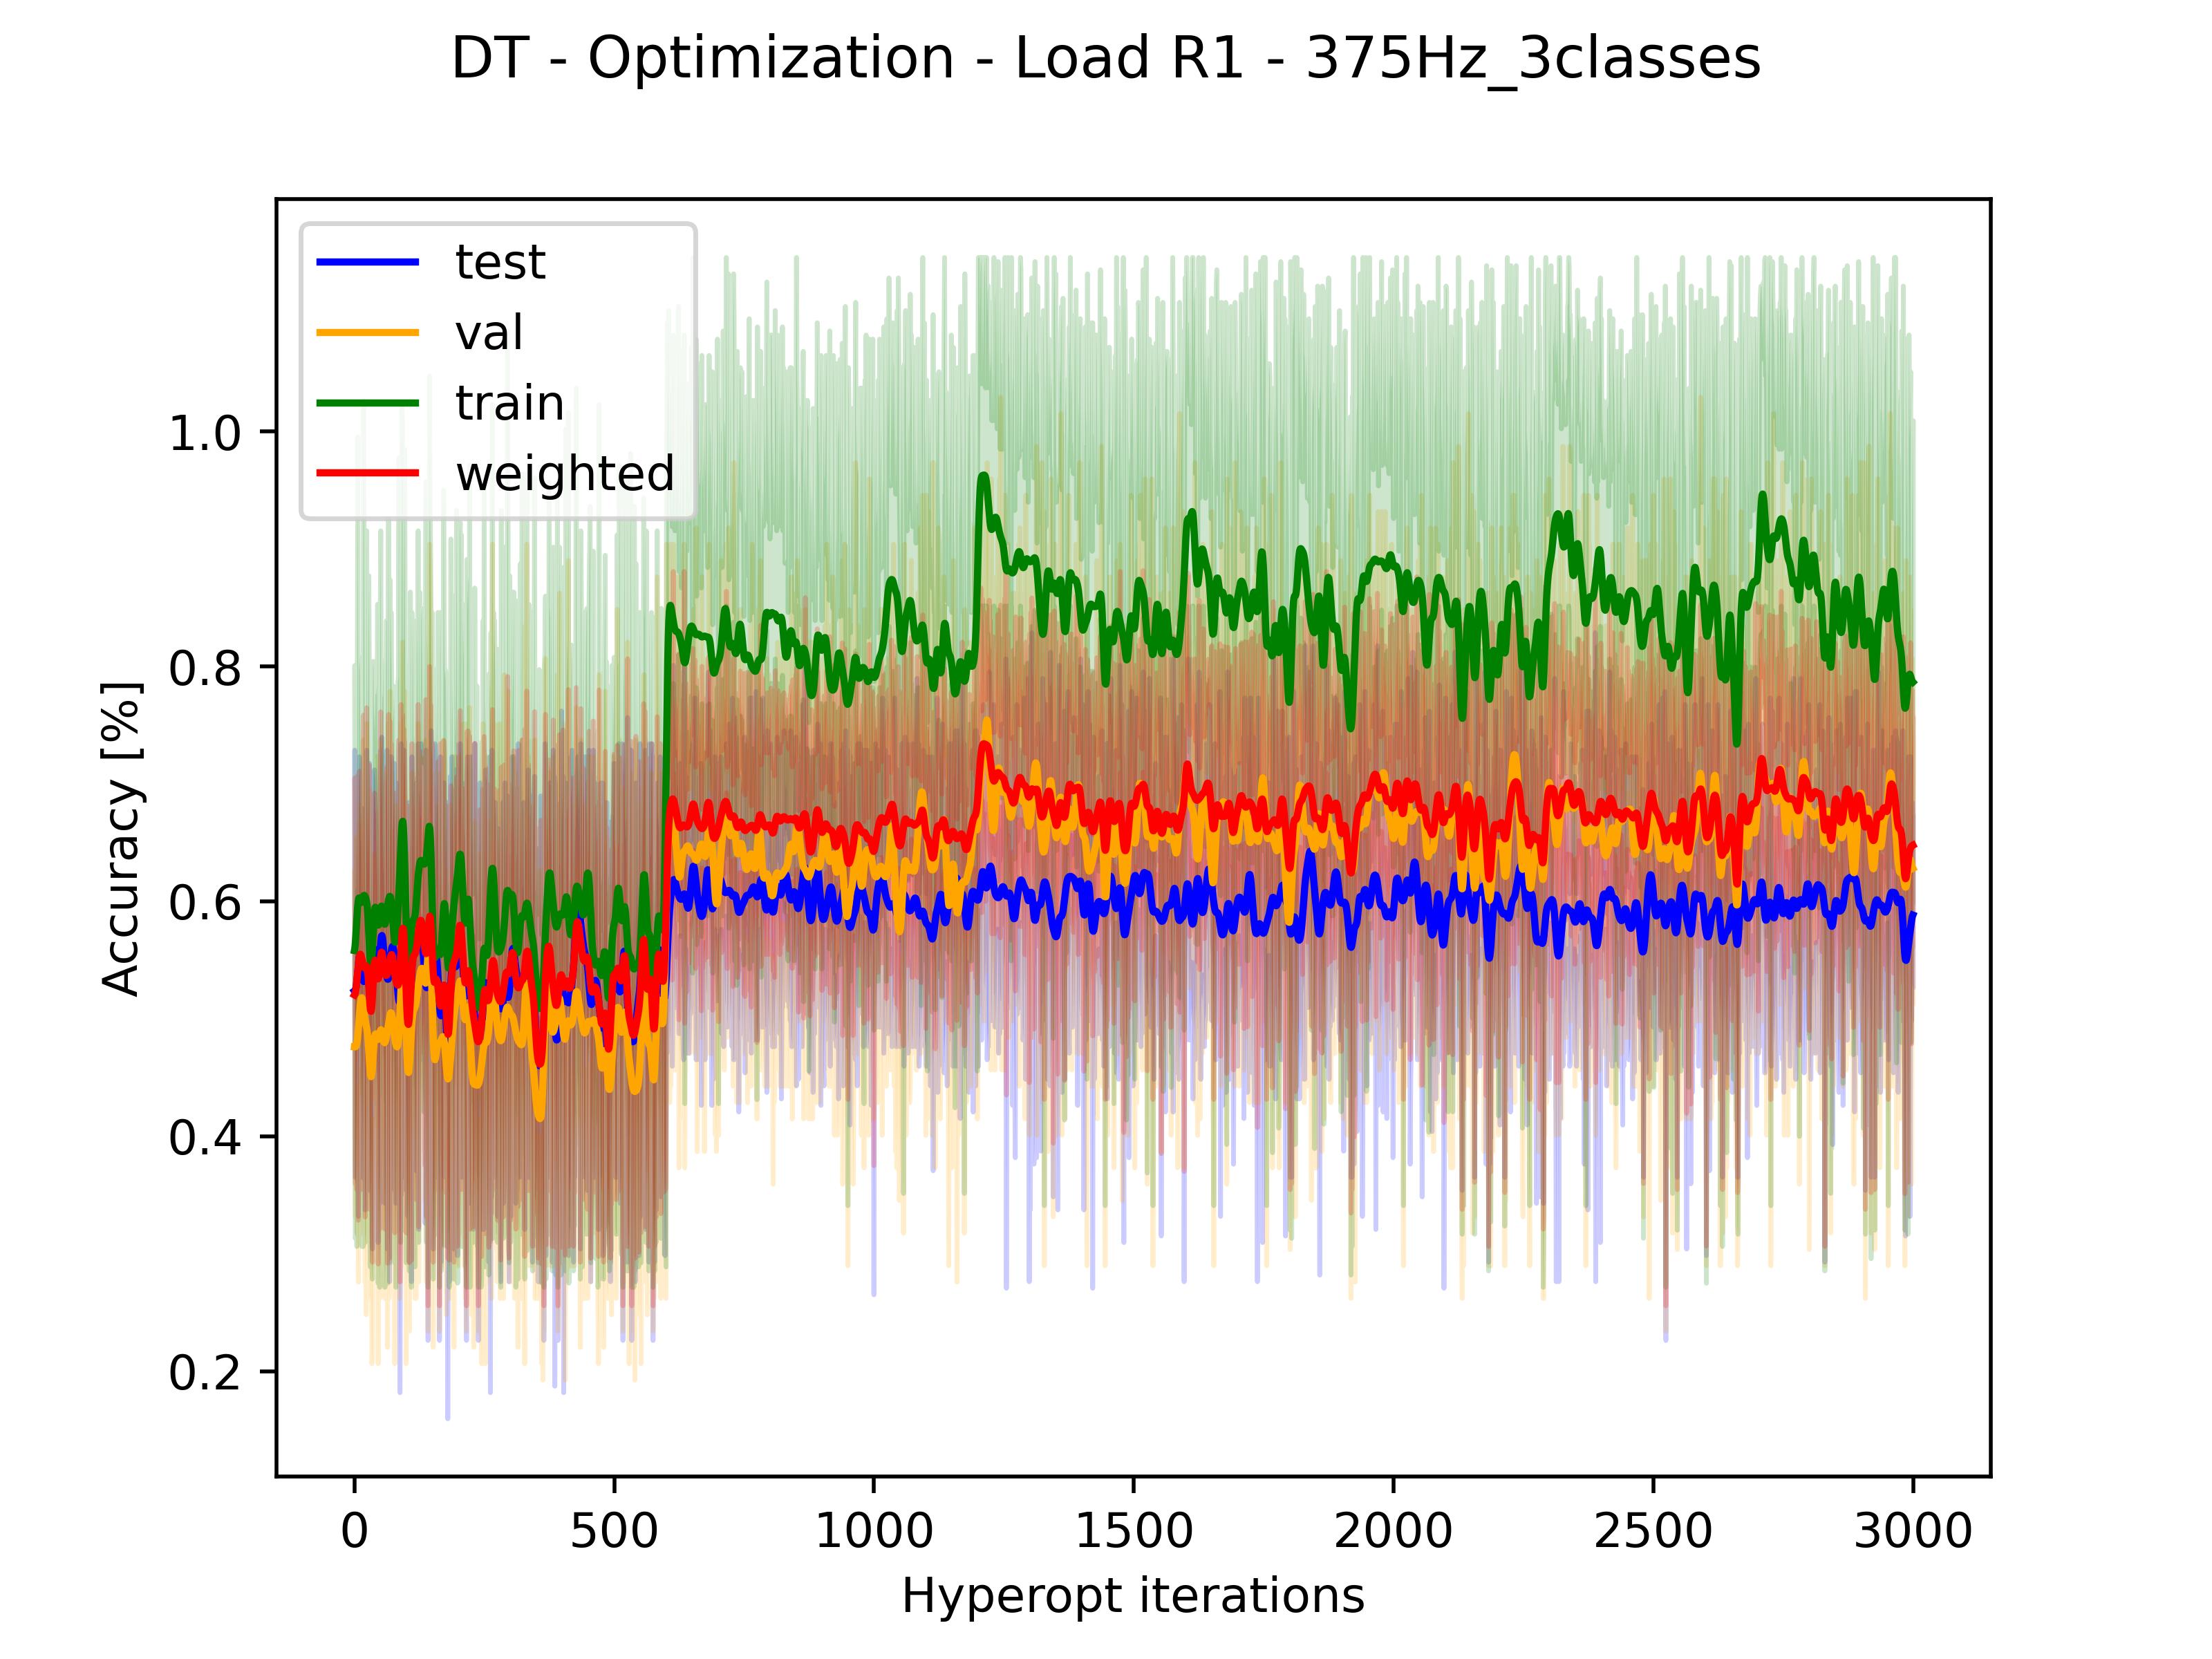 DT - Optimization - Load R1 - 375Hz_3classes
test
val
train
weighted
1.0
0.8
0.6
0.4
0.2
Accuracy [%]
0 500 1000 1500 2000 2500 3000
Hyperopt iterations